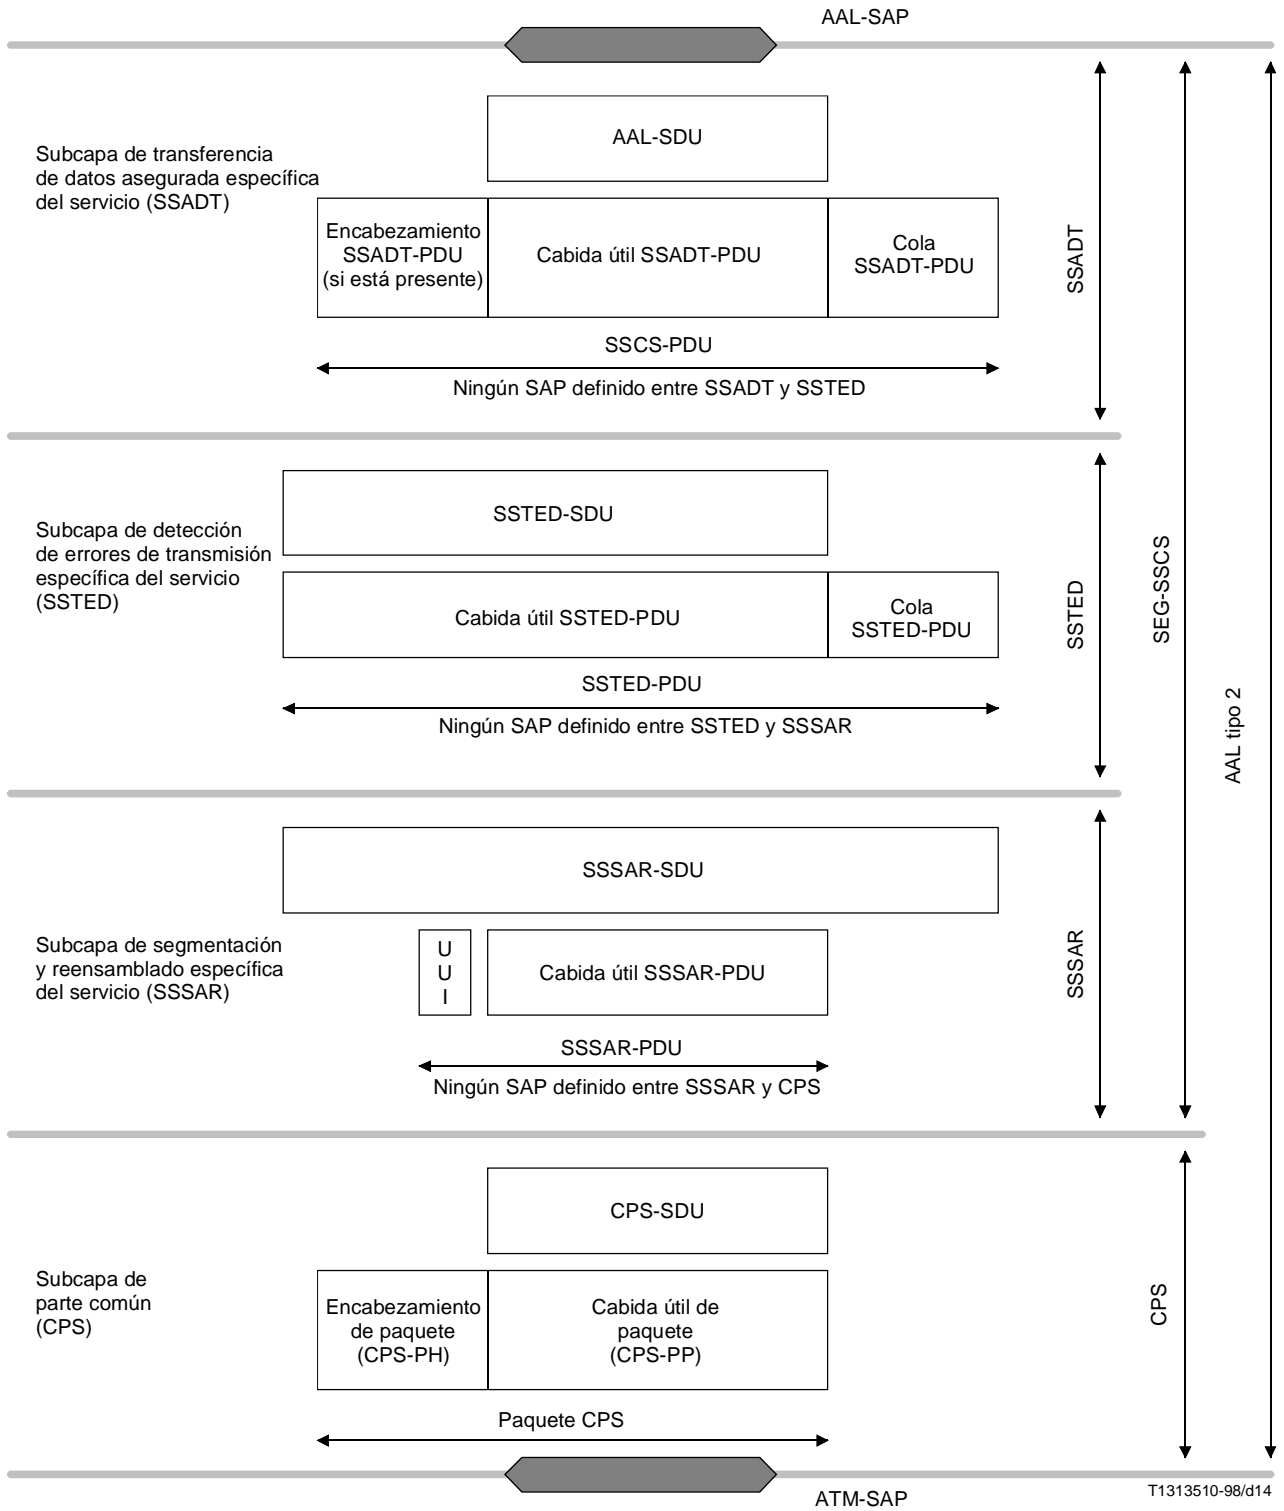 AAL-SAP
AAL-SDU
Subcapa de transferencia
de datos asegurada específica
del servicio (SSADT)
Encabezamiento
SSADT-PDU
(si está presente)
Cabida útil SSADT-PDU
Cola
SSADT-PDU
SSADT
SSCS-PDU
Ningún SAP definido entre SSADT y SSTED
SSTED-SDU
Subcapa de detección
de errores de transmisión
específica del servicio
(SSTED)
Cabida útil SSTED-PDU
Cola
SSTED-PDU
SSTED
SEG-SSCS
SSTED-PDU
Ningún SAP definido entre SSTED y SSSAR
AAL tipo 2
SSSAR-SDU
Subcapa de segmentación
y reensamblado específica
del servicio (SSSAR)
U
U
I
Cabida útil SSSAR-PDU
SSSAR
SSSAR-PDU
Ningún SAP definido entre SSSAR y CPS
CPS-SDU
Subcapa de
parte común
(CPS)
Encabezamiento
de paquete
(CPS-PH)
Cabida útil de
paquete
(CPS-PP)
CPS
Paquete CPS
ATM-SAP
T1313510-98/d14